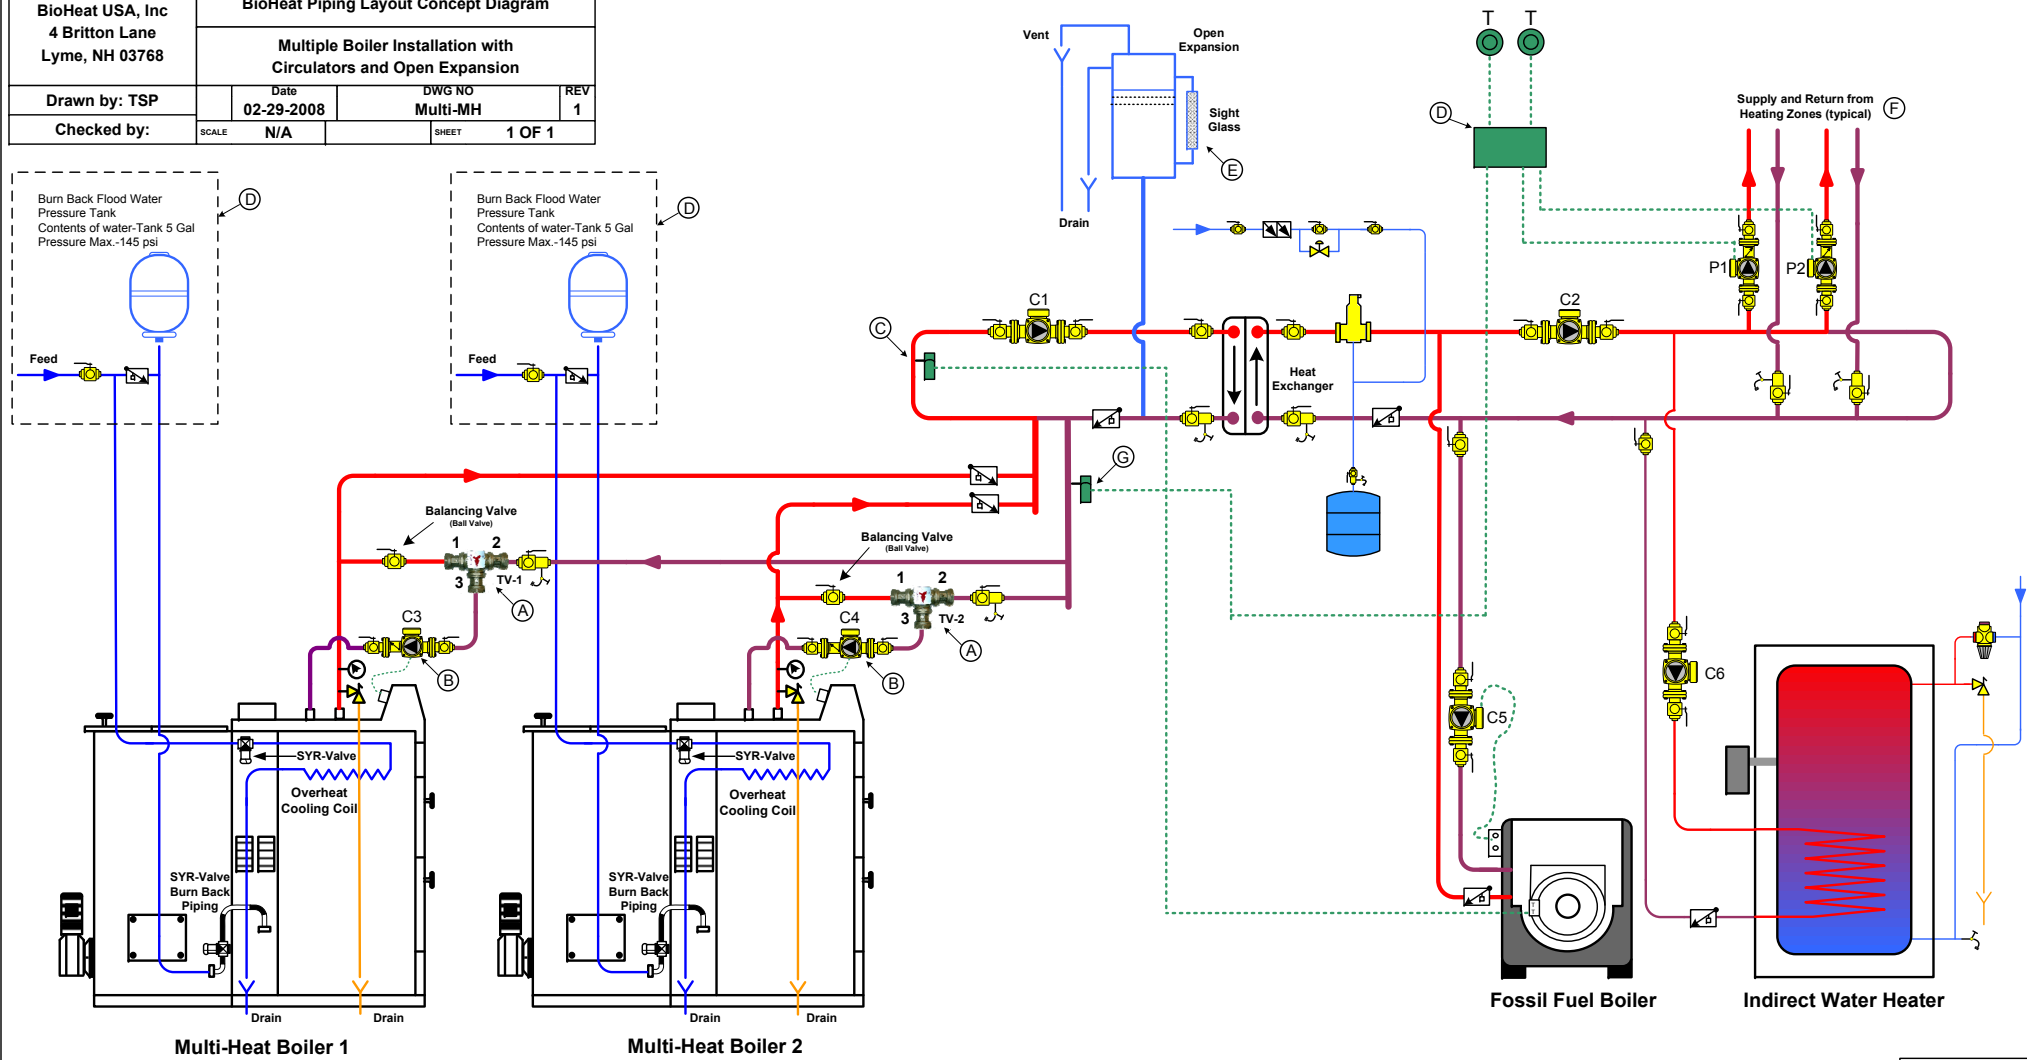 BioHeat USA, Inc
4 Britton Lane
Lyme, NH 03768
BioHeat Piping Layout Concept Diagram
Multiple Boiler Installation with
Circulators and Open Expansion
Drawn by: TSP
Date
02-29-2008
DWG NO
Multi-MH
REV
1
Checked by:
SCALE
N/A
SHEET
1 OF 1
Burn Back Flood Water
Pressure Tank
Contents of water-Tank 5 Gal
Pressure Max.-145 psi
D
Feed
Burn Back Flood Water
Pressure Tank
Contents of water-Tank 5 Gal
Pressure Max.-145 psi
D
Feed
Vent
Open
Expansion
Sight
Glass
E
Drain
T
T
D
Supply and Return from
Heating Zones (typical)
F
P1
P2
C
C1
C2
Heat
Exchanger
G
Balancing Valve
(Ball Valve)
1
2
3
TV-1
A
C3
B
Balancing Valve
(Ball Valve)
1
2
3
TV-2
A
C4
B
C5
C6
SYR-Valve
Overheat
Cooling Coil
SYR-Valve
Burn Back
Piping
Drain
Drain
Multi-Heat Boiler 1
SYR-Valve
Overheat
Cooling Coil
SYR-Valve
Burn Back
Piping
Drain
Drain
Multi-Heat Boiler 2
T
T
Fossil Fuel Boiler
Indirect Water Heater